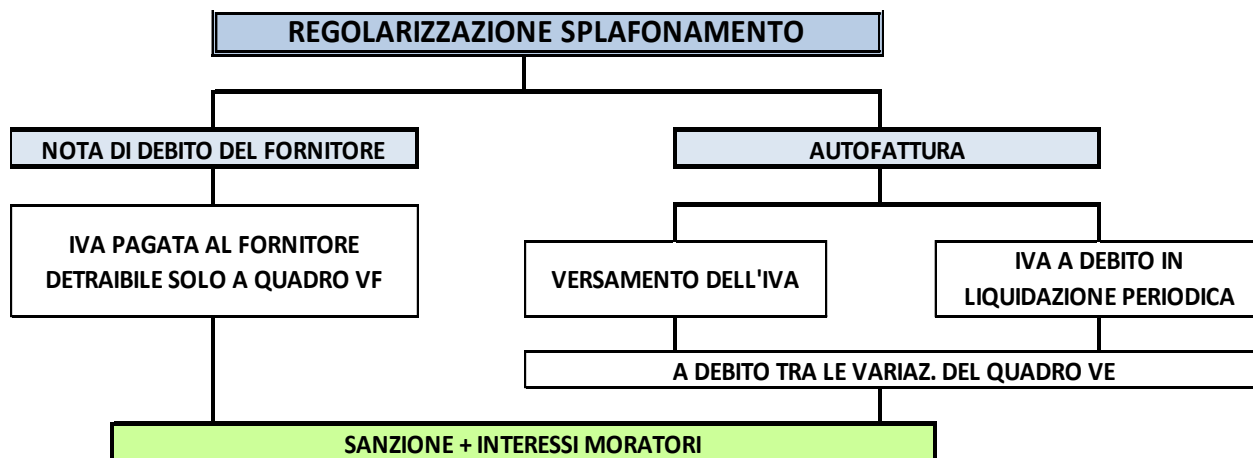 REGOLARIZZAZIONE SPLAFONAMENTO
NOTA DI DEBITO DEL FORNITORE
AUTOFATTURA
IVA PAGATA AL FORNITORE
DETRAIBILE SOLO A QUADRO VF
VERSAMENTO DELL'IVA
IVA A DEBITO IN
LIQUIDAZIONE PERIODICA
A DEBITO TRA LE VARIAZ. DEL QUADRO VE
SANZIONE + INTERESSI MORATORI